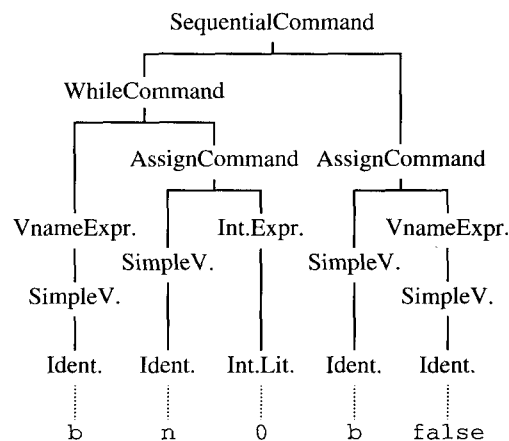 SequentialCommand
WhileCommand
AssignCommand AssignCommand
VnameExpr. Int.Expr. VnameExpr.
SimpleV. SimpleV.
SimpleV. SimpleV.
Ident. Ident. Int.Lit. Ident. Ident.
b n 0 b false